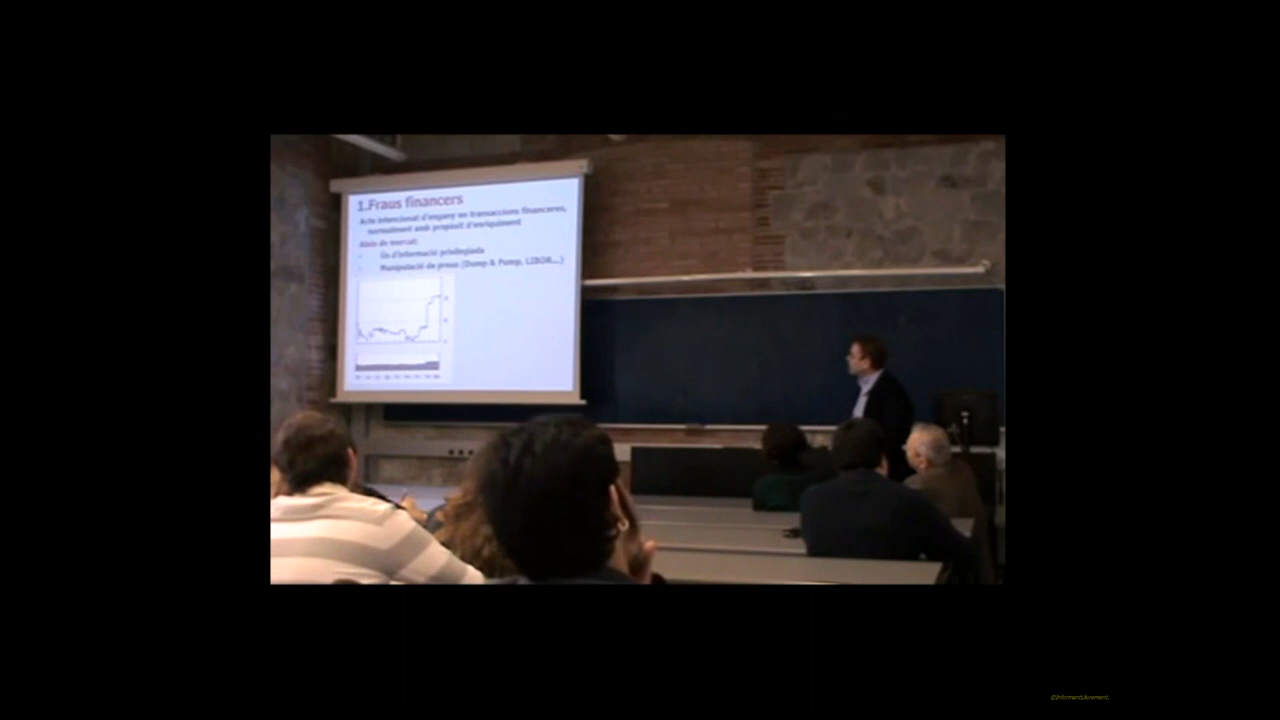 1.Fraus financers
Acte intencional d'engany en transaccions financeres,
normalment amb propòsit d'enriquiment
Abús de mercat:
Ús d'informació privilegiada
Manipulació de preus (Dump & Pump, LIBOR...)
©InformantLliurement.